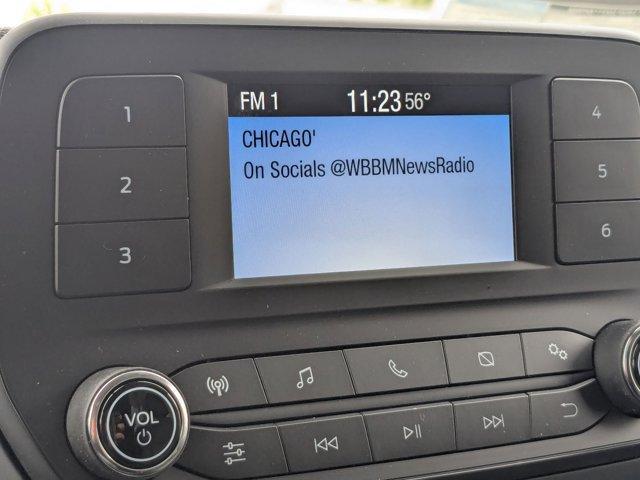 FM 1 11:23 56°
CHICAGO'
On Socials @WBBMNewsRadio
1
2
3
4
5
6
VOL